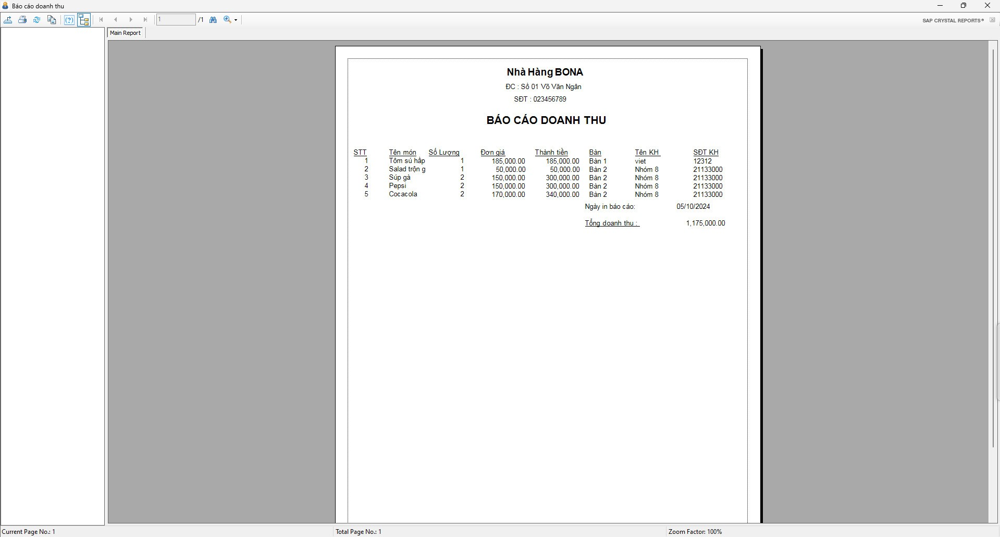 Báo cáo doanh thu
1 /1
SAP CRYSTAL REPORTS®
Main Report
Nhà Hàng BONA
ĐC : Số 01 Võ Văn Ngân
SĐT : 023456789
BÁO CÁO DOANH THU
STT Tên món Số Lượng Đơn giá Thành tiền Bàn Tên KH SĐT KH
1 Tôm sú hấp 1 185,000.00 185,000.00 Bàn 1 viet 12312
2 Salad trộn g 1 50,000.00 50,000.00 Bàn 2 Nhóm 8 21133000
3 Súp gà 2 150,000.00 300,000.00 Bàn 2 Nhóm 8 21133000
4 Pepsi 2 150,000.00 300,000.00 Bàn 2 Nhóm 8 21133000
5 Cocacola 2 170,000.00 340,000.00 Bàn 2 Nhóm 8 21133000
Ngày in báo cáo: 05/10/2024
Tổng doanh thu : 1,175,000.00
Current Page No.: 1 Total Page No.: 1 Zoom Factor: 100%